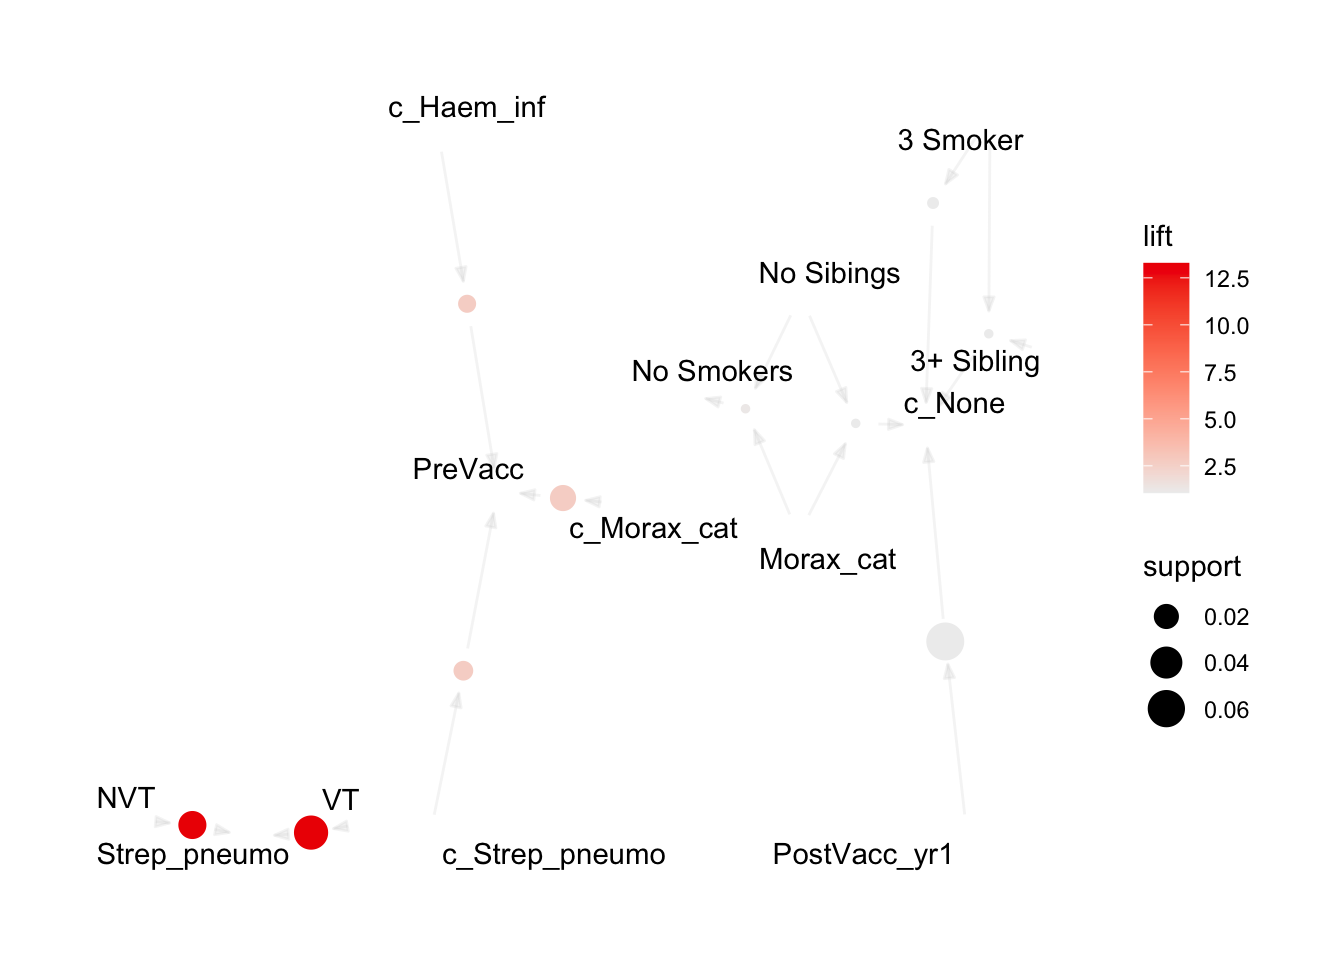 c_Haem_inf
3 Smoker
No Sibings
No Smokers
3+ Sibling
c_None
PreVacc
c_Morax_cat
Morax_cat
NVT
VT
Strep_pneumo
c_Strep_pneumo
PostVacc_yr1
lift
12.5
10.0
7.5
5.0
2.5
support
0.02
0.04
0.06